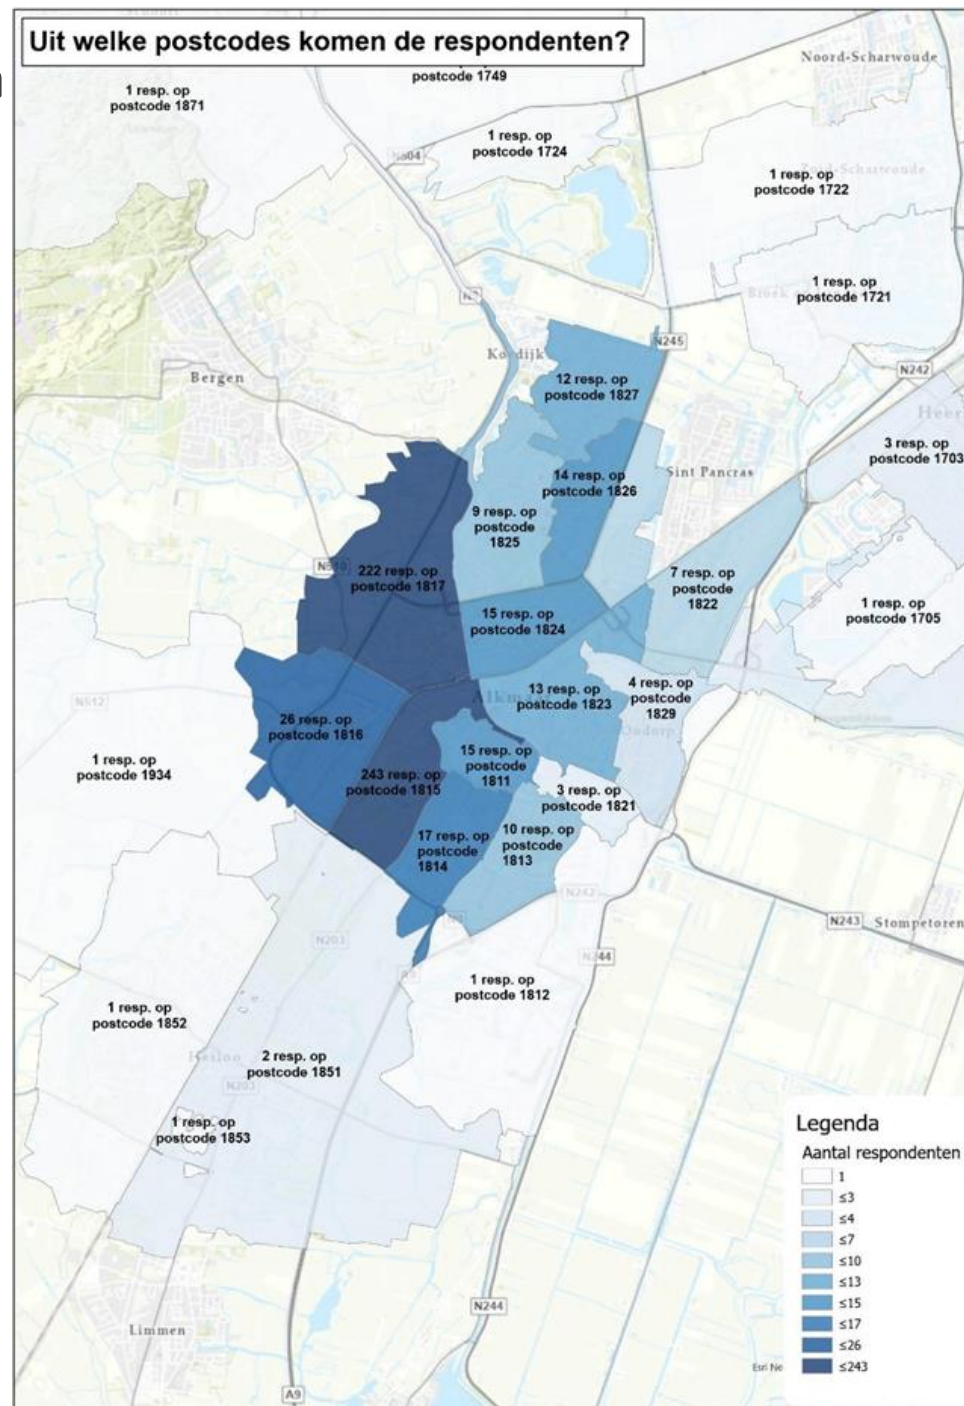 Uit welke postcodes komen de respondenten?
Noord-Scharwoude
postcode 1749
1 resp. op
postcode 1871
1 resp. op
postcode 1724
1 resp. op
postcode 1722
1 resp. op
postcode 1721
N245
N242
Koedijk
Bergen
12 resp. op
postcode 1827
3 resp. op
postcode 1703
Sint Pancras
14 resp. op
postcode 1826
9 resp. op
postcode
1825
222 resp. op
postcode 1817
7 resp. op
postcode
1822
1 resp. op
postcode 1705
15 resp. op
postcode 1824
4 resp. op
postcode
1829
13 resp. op
postcode 1823
N512
26 resp. op
postcode 1816
1 resp. op
postcode 1934
243 resp. op
postcode 1815
15 resp. op
postcode
1811
3 resp. op
postcode 1821
17 resp. op
postcode
1814
10 resp. op
postcode
1813
N242
N243
Stompetoren
N203
N244
1 resp. op
postcode 1812
1 resp. op
postcode 1852
Heiloo
2 resp. op
postcode 1851
N203
1 resp. op
postcode 1853
Limmen
N244
A9
Legenda
Aantal respondenten
1
≤3
≤4
≤7
≤10
≤13
≤15
≤17
≤26
≤243